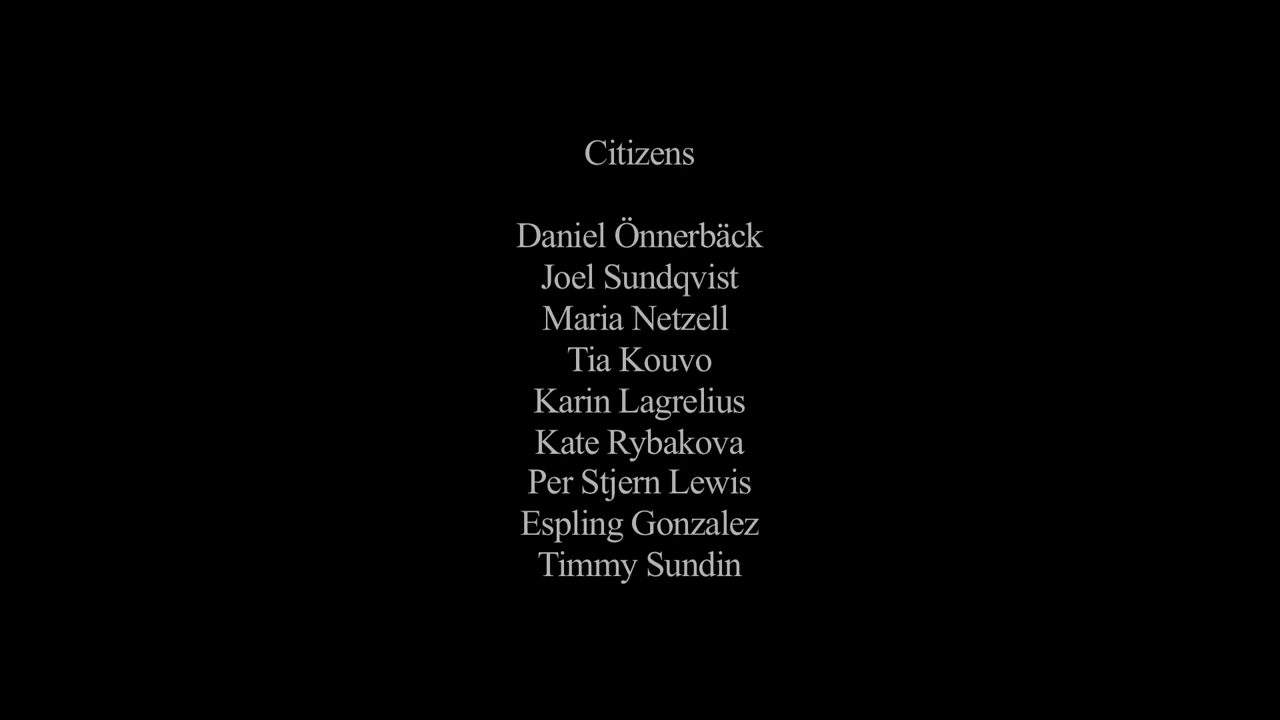 Citizens
Daniel Önnerbäck
Joel Sundqvist
Maria Netzell
Tia Kouvo
Karin Lagrelius
Kate Rybakova
Per Stjern Lewis
Espling Gonzalez
Timmy Sundin